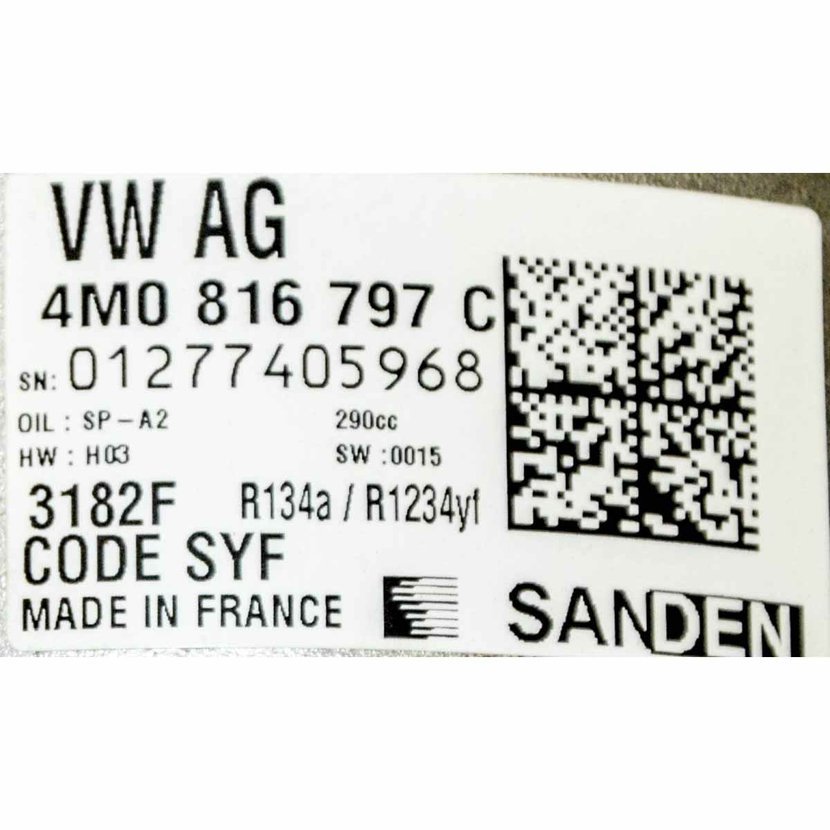 VW AG
4M0 816 797 C
SN: 01277405968
OIL : SP-A2 290cc
HW : H03 SW :0015
3182F R134a / R1234yf
CODE SYF
MADE IN FRANCE
SANDEN